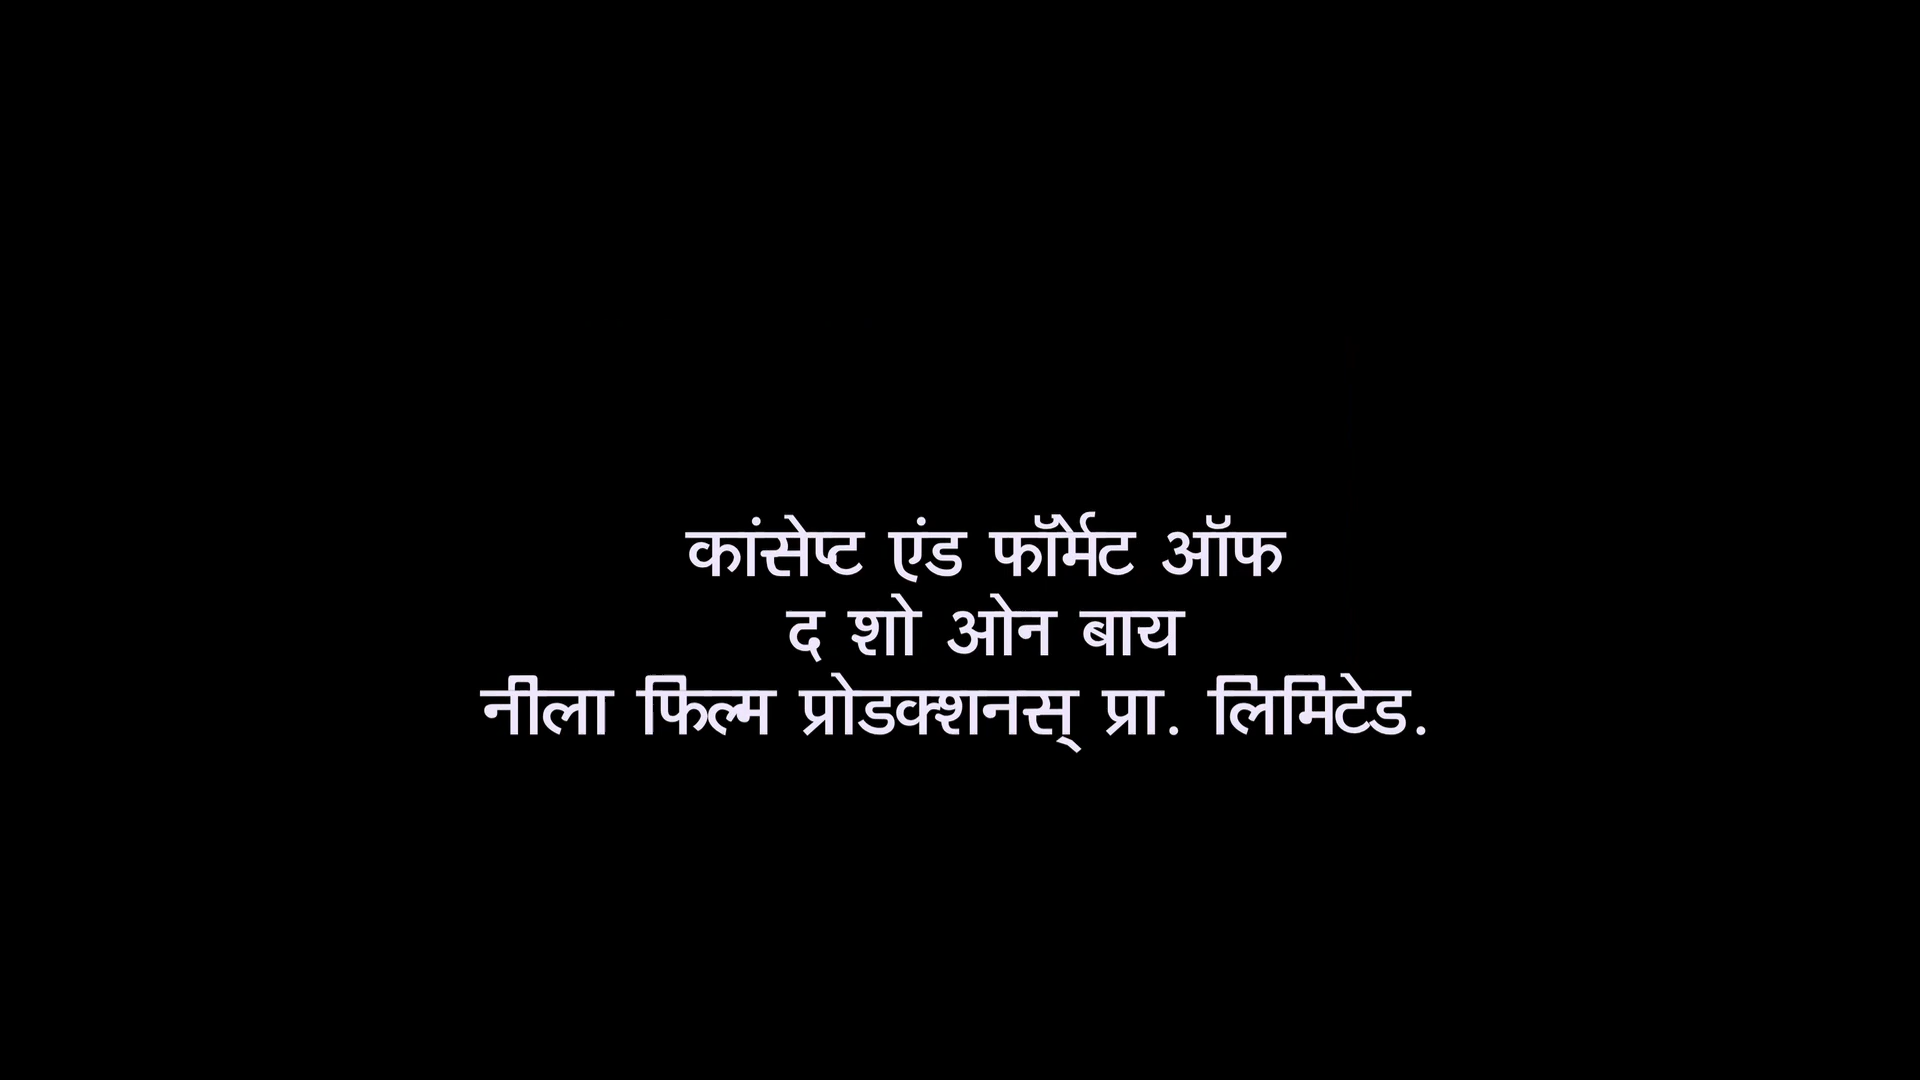 कांसेप्ट एंड फॉर्मेट ऑफ
द शो ओन बाय
नीला फिल्म प्रोडक्शनस् प्रा. लिमिटेड.